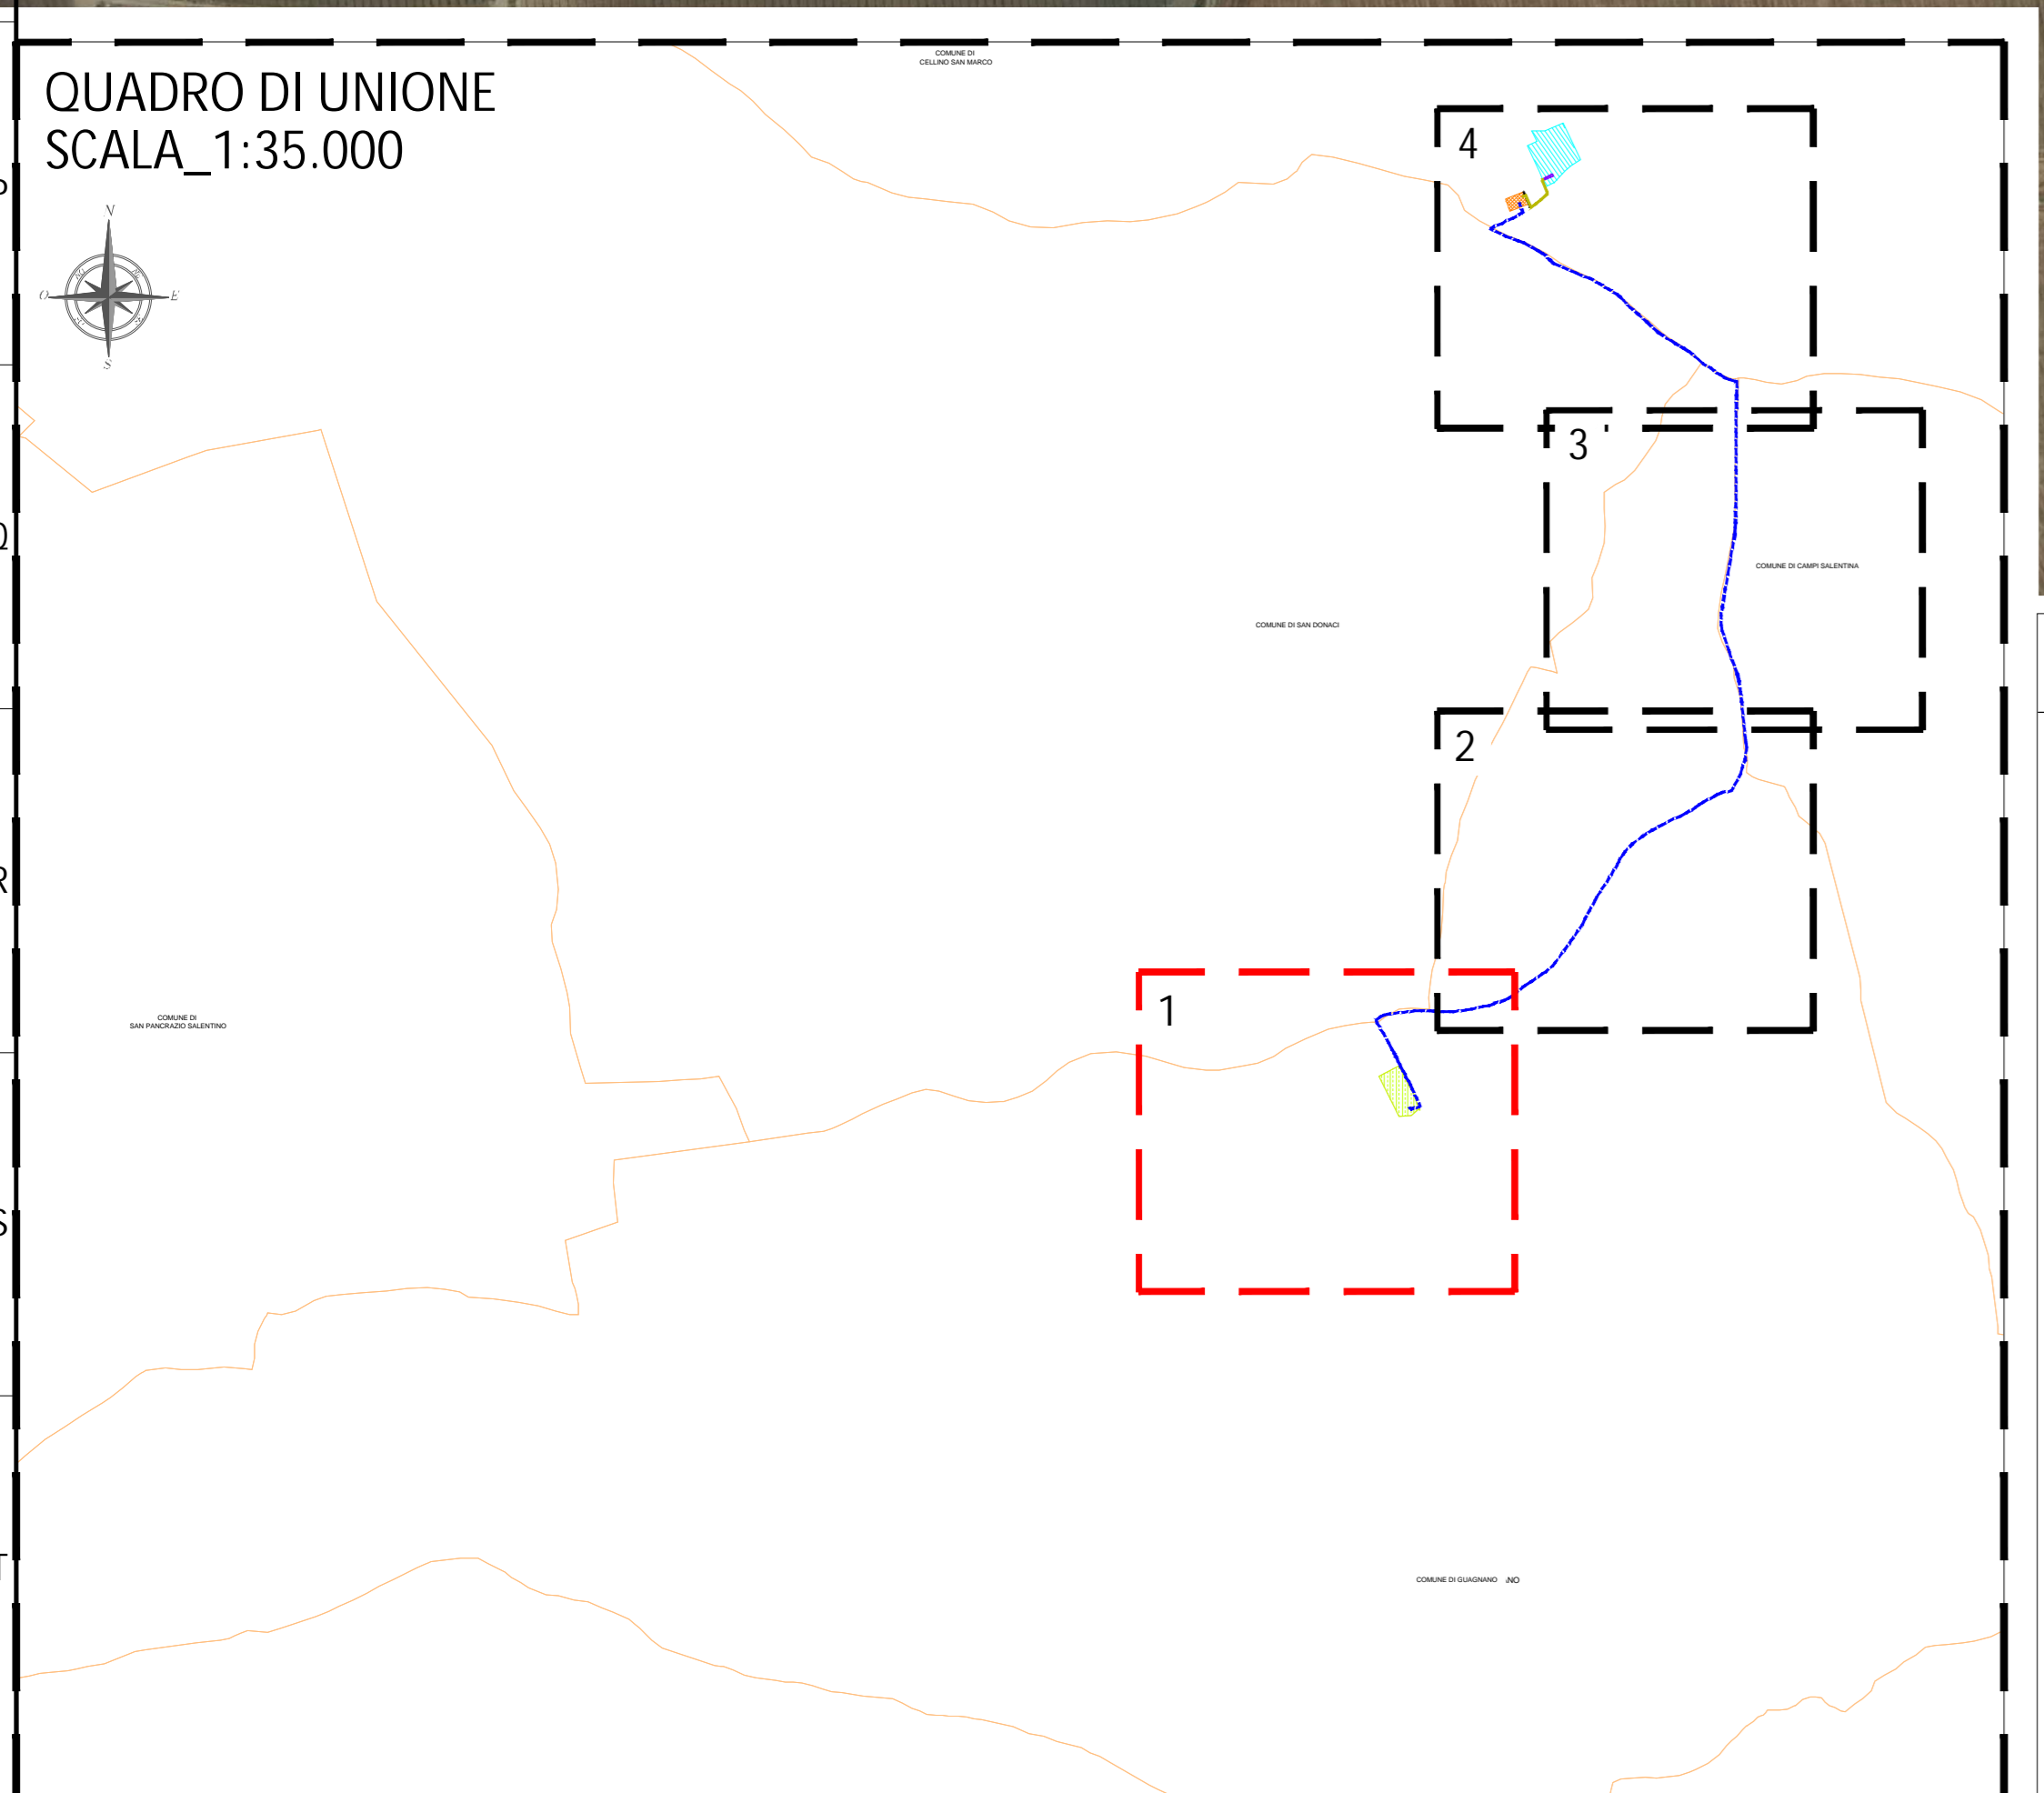 QUADRO DI UNIONE
SCALA_1:35.000
COMUNE DI
CELLINO SAN MARCO
N
O
E
S
4
3
COMUNE DI CAMPI SALENTINA
COMUNE DI SAN DONACI
2
1
COMUNE DI
SAN PANCRAZIO SALENTINO
COMUNE DI GUAGNANO
NO
Q
R
S